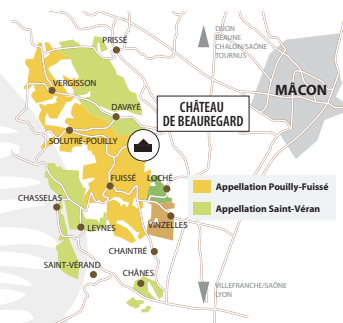 DIJON
BEAUNE
CHALON/SAÔNE
TOURNUS
PRISSÉ
VERGISSON
MÂCON
DAVAYÉ
CHÂTEAU
DE BEAUREGARD
SOLUTRÉ-POUILLY
FUISSÉ
LOCHÉ
Appellation Pouilly-Fuissé
CHASSELAS
Appellation Saint-Véran
LEYNES
VINZELLES
CHAINTRÉ
SAINT-VÉRAND
CHÂNES
VILLEFRANCHE/SAÔNE
LYON